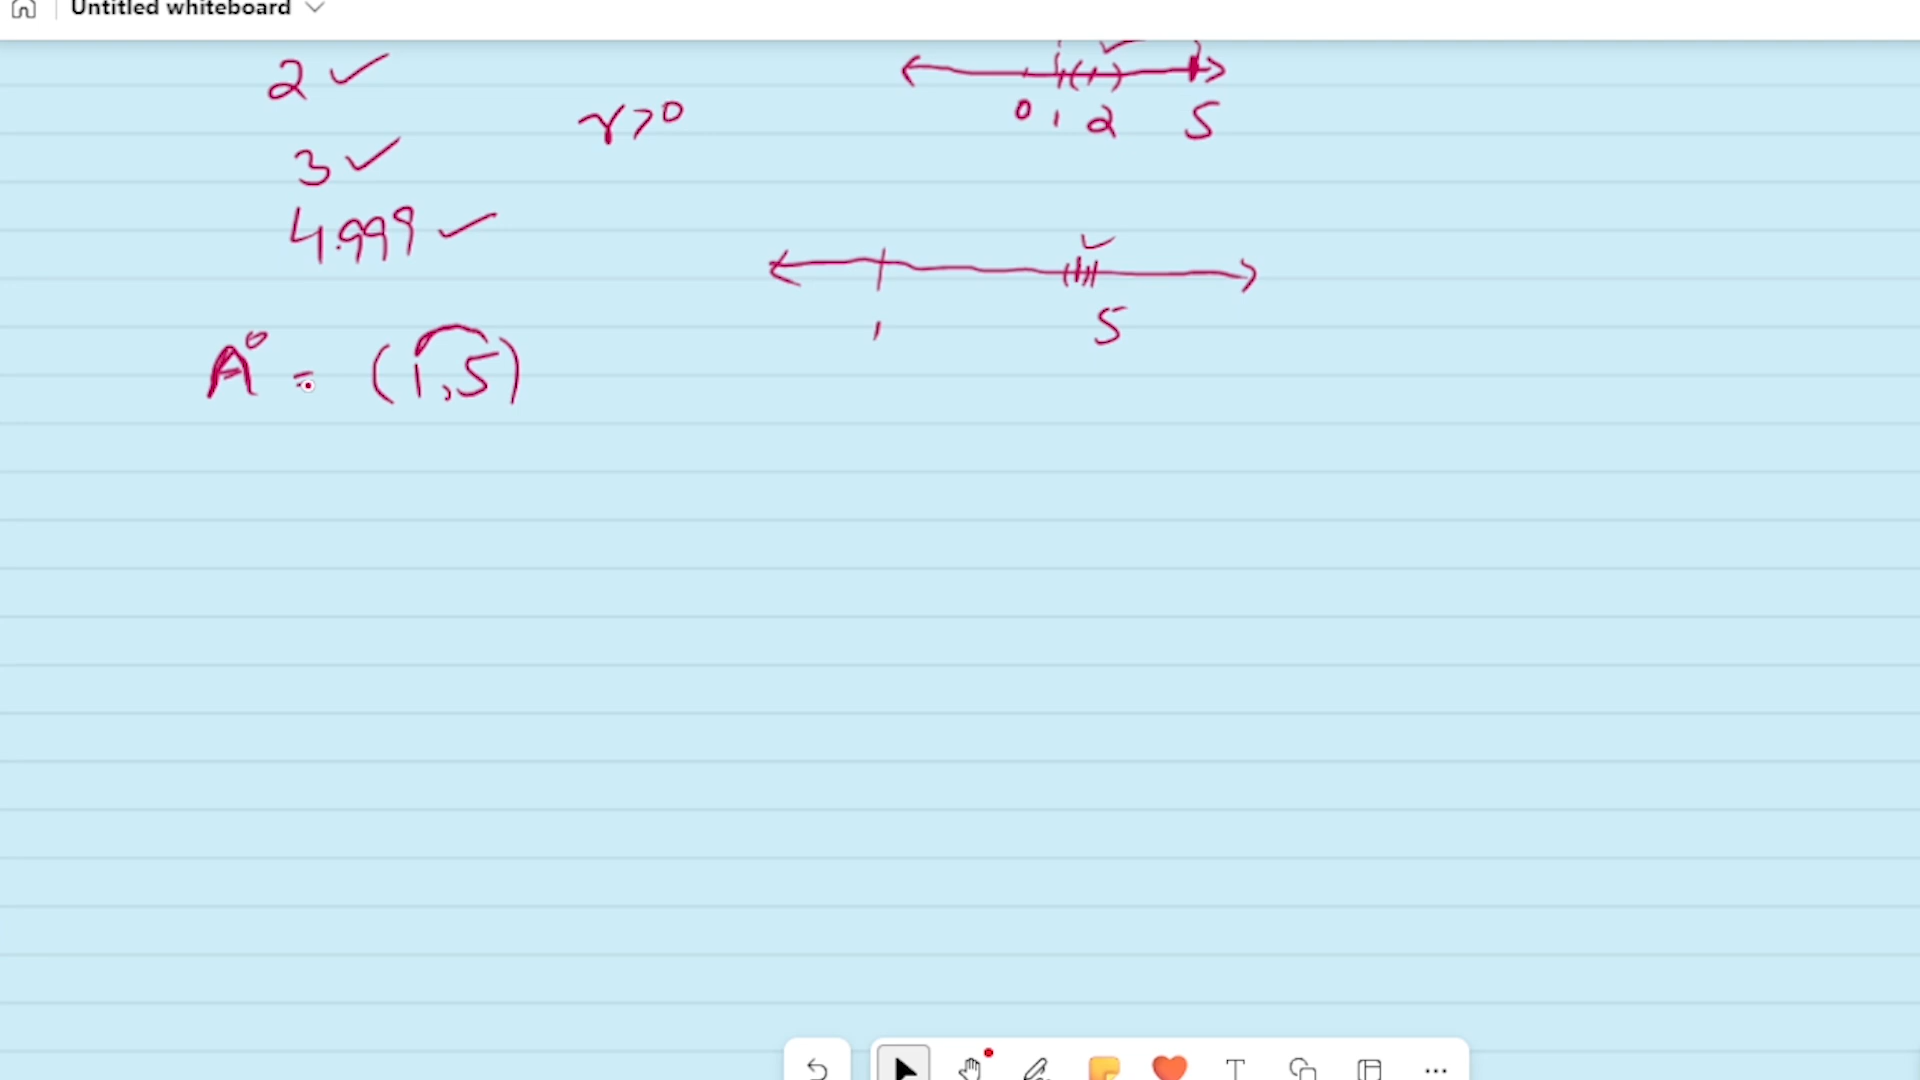 Untitled whiteboard
2 ✓
r>0
0 1 2 5
3 ✓
4.999 ✓
1 5
A° = (1,5)
T